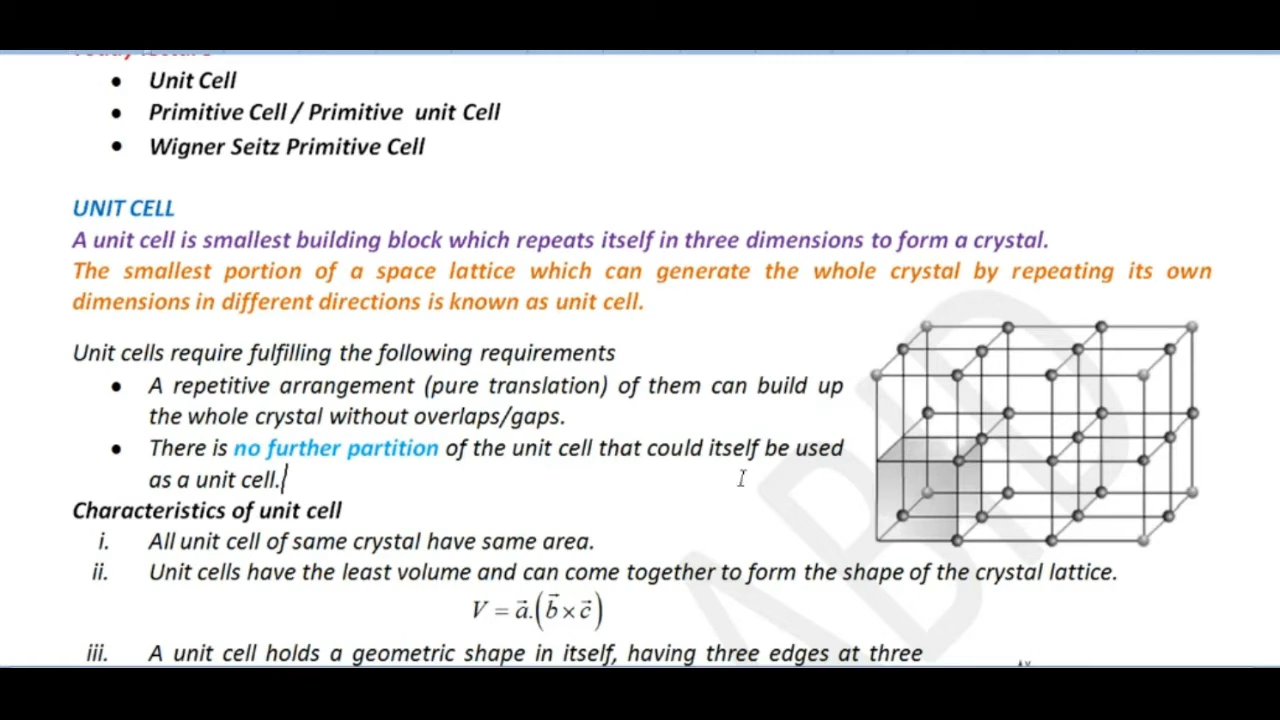 • Unit Cell
• Primitive Cell / Primitive unit Cell
• Wigner Seitz Primitive Cell
UNIT CELL
A unit cell is smallest building block which repeats itself in three dimensions to form a crystal.
The smallest portion of a space lattice which can generate the whole crystal by repeating its own
dimensions in different directions is known as unit cell.
Unit cells require fulfilling the following requirements
• A repetitive arrangement (pure translation) of them can build up
the whole crystal without overlaps/gaps.
• There is no further partition of the unit cell that could itself be used
as a unit cell.
Characteristics of unit cell
i. All unit cell of same crystal have same area.
ii. Unit cells have the least volume and can come together to form the shape of the crystal lattice.
V = a⃗.(b⃗ × c⃗)
iii. A unit cell holds a geometric shape in itself, having three edges at three
ABID